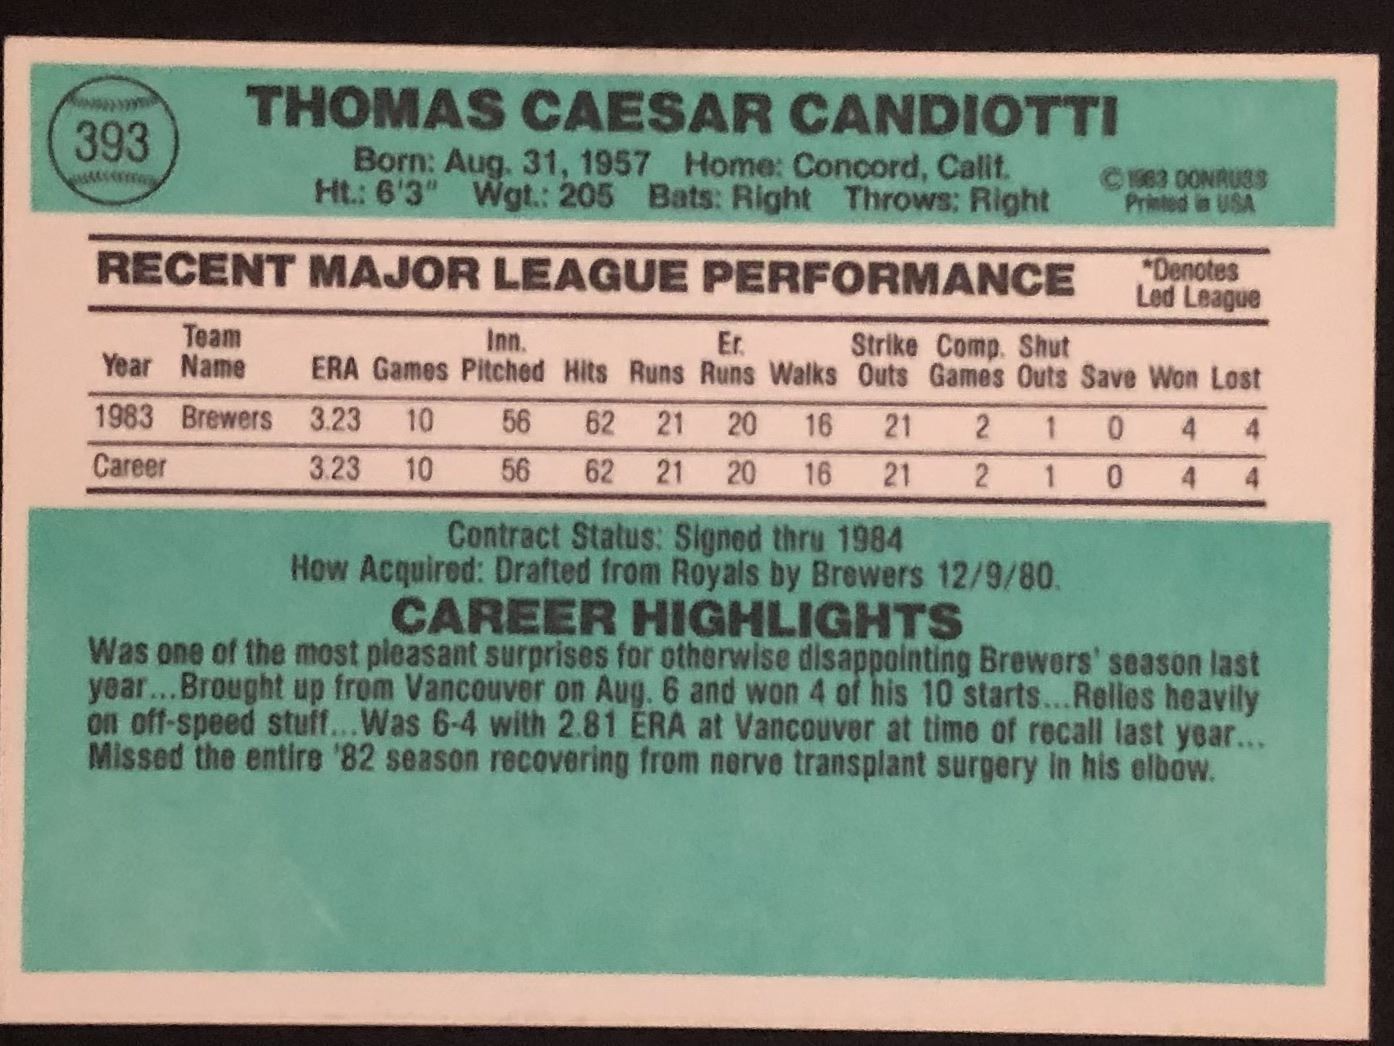 393
THOMAS CAESAR CANDIOTTI
Born: Aug. 31, 1957 Home: Concord, Calif.
Ht.: 6'3" Wgt.: 205 Bats: Right Throws: Right
© 1983 DONRUSS
Printed in USA
RECENT MAJOR LEAGUE PERFORMANCE
*Denotes
Led League
Year Team Name ERA Games Inn. Pitched Hits Runs Er. Runs Walks Strike Outs Comp. Games Shut Outs Save Won Lost
1983 Brewers 3.23 10 56 62 21 20 16 21 2 1 0 4 4
Career 3.23 10 56 62 21 20 16 21 2 1 0 4 4
Contract Status: Signed thru 1984
How Acquired: Drafted from Royals by Brewers 12/9/80.
CAREER HIGHLIGHTS
Was one of the most pleasant surprises for otherwise disappointing Brewers' season last
year...Brought up from Vancouver on Aug. 6 and won 4 of his 10 starts...Relies heavily
on off-speed stuff...Was 6-4 with 2.81 ERA at Vancouver at time of recall last year...
Missed the entire '82 season recovering from nerve transplant surgery in his elbow.